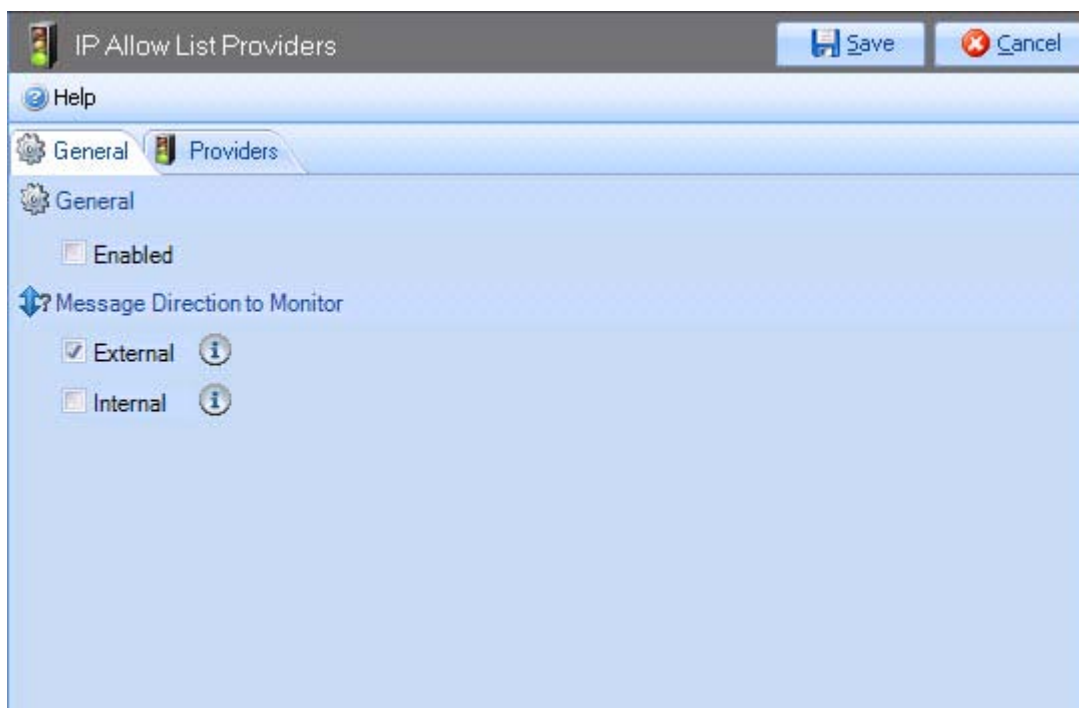 IP Allow List Providers Save Cancel
Help
General Providers
General
Enabled
? Message Direction to Monitor
External i
Internal i